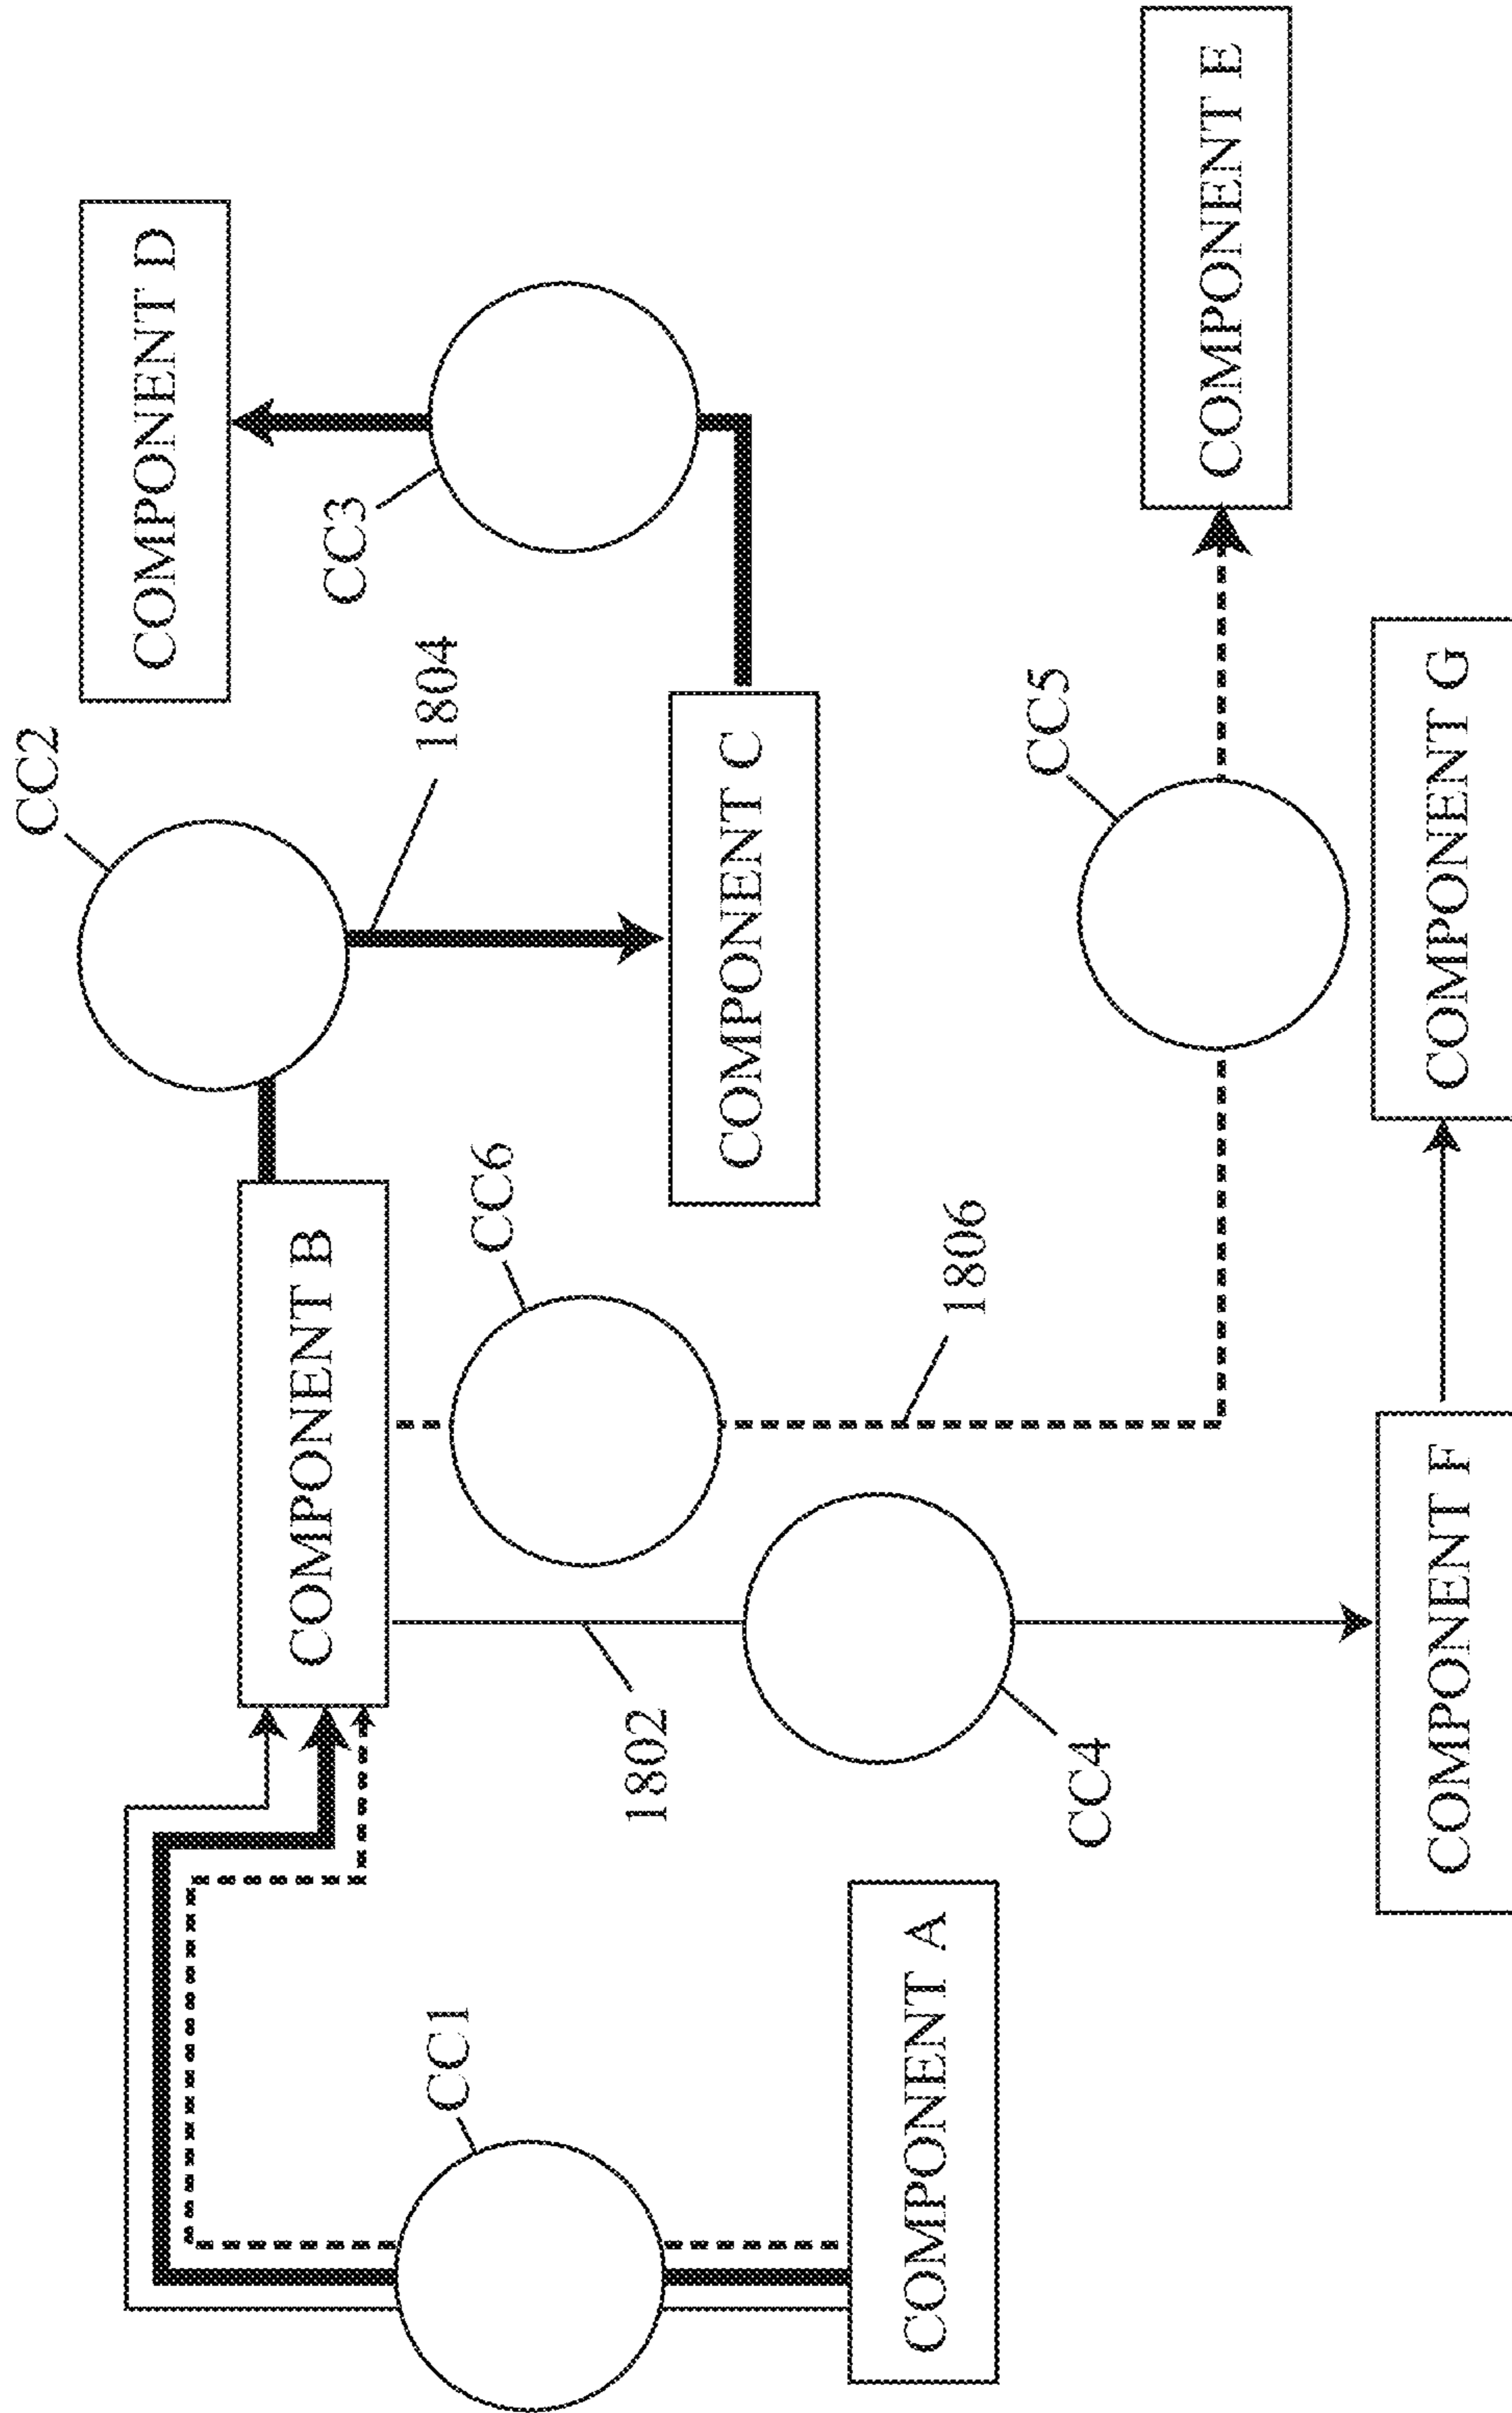 COMPONENT A
CC1
COMPONENT B
1802
CC4
CC6
1806
CC2
1804
COMPONENT C
CC3
COMPONENT D
CC5
COMPONENT E
COMPONENT F
COMPONENT G